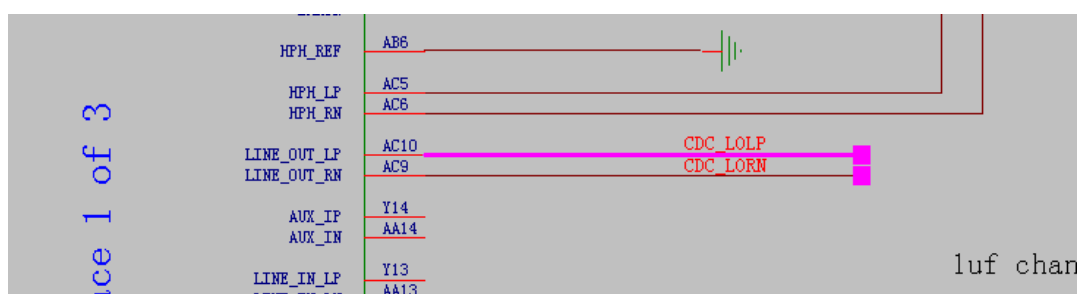 HPH_REF AB6
HPH_LP AC5
HPH_RN AC6
LINE_OUT_LP AC10 CDC_LOLP
LINE_OUT_RN AC9 CDC_LORN
AUX_IP Y14
AUX_IN AA14
LINE_IN_LP Y13
AA13
ace 1 of 3
1uf chan